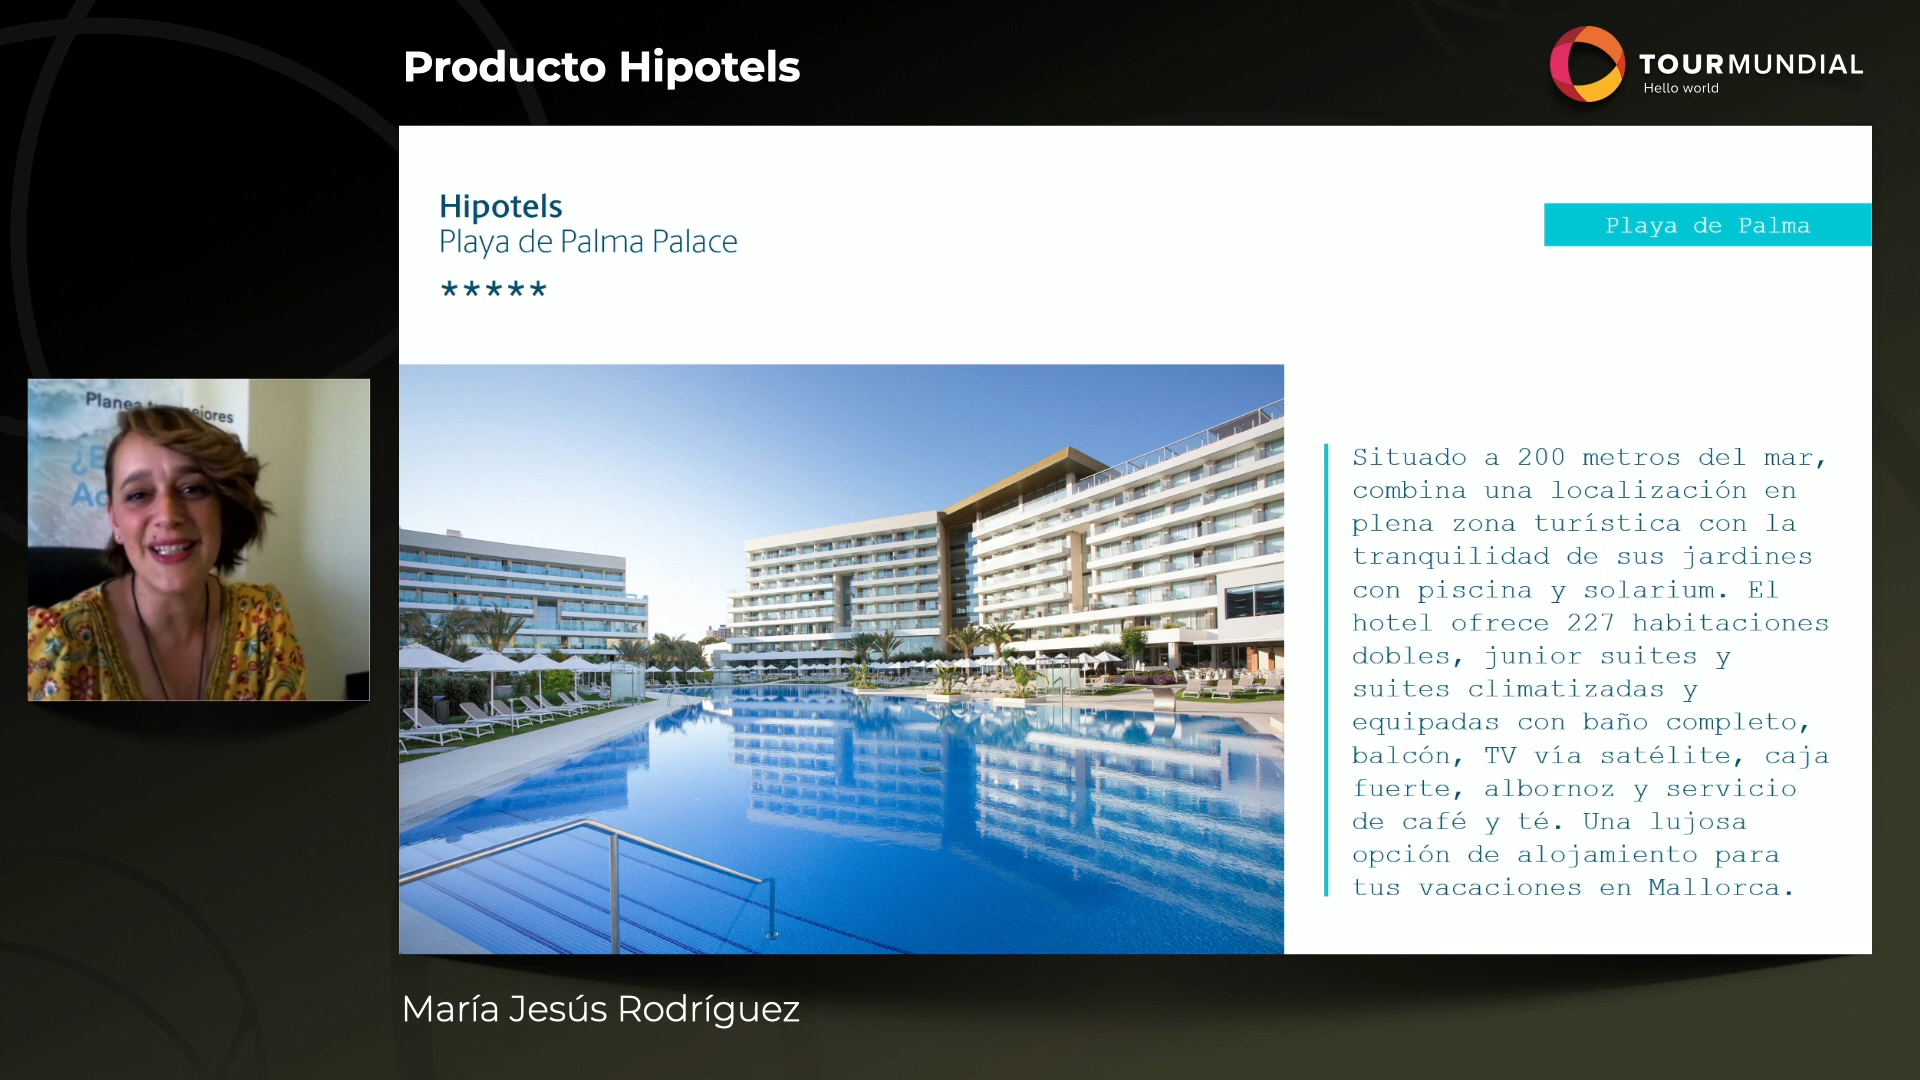 Producto Hipotels
TOURMUNDIAL
Hello world
Hipotels
Playa de Palma Palace
*****
Playa de Palma
Planea
¿E
Ac
Situado a 200 metros del mar,
combina una localización en
plena zona turística con la
tranquilidad de sus jardines
con piscina y solarium. El
hotel ofrece 227 habitaciones
dobles, junior suites y
suites climatizadas y
equipadas con baño completo,
balcón, TV vía satélite, caja
fuerte, albornoz y servicio
de café y té. Una lujosa
opción de alojamiento para
tus vacaciones en Mallorca.
María Jesús Rodríguez